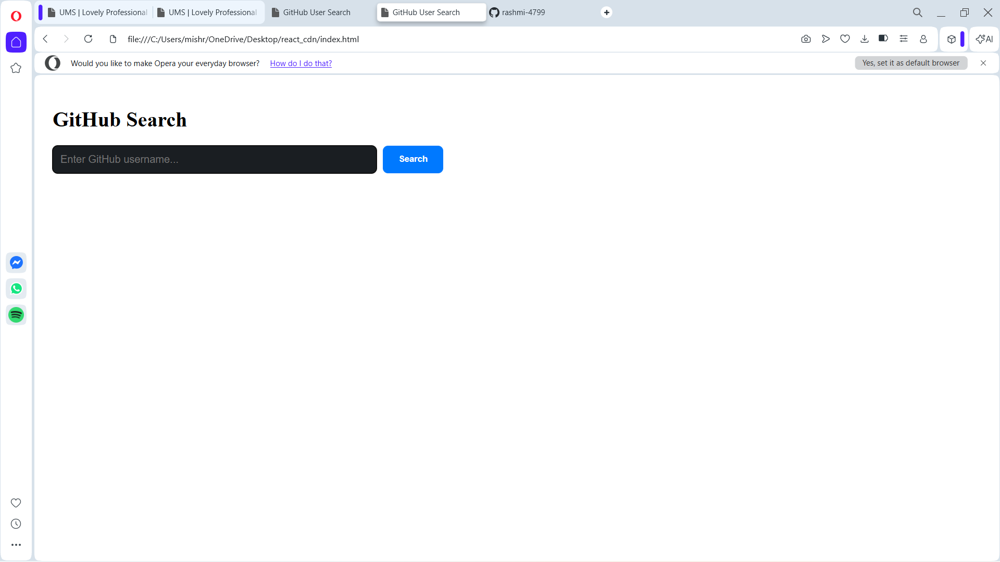 UMS | Lovely Professional
UMS | Lovely Professional
GitHub User Search
GitHub User Search
rashmi-4799
file:///C:/Users/mishr/OneDrive/Desktop/react_cdn/index.html
AI
Would you like to make Opera your everyday browser? How do I do that?
Yes, set it as default browser
GitHub Search
Enter GitHub username...
Search